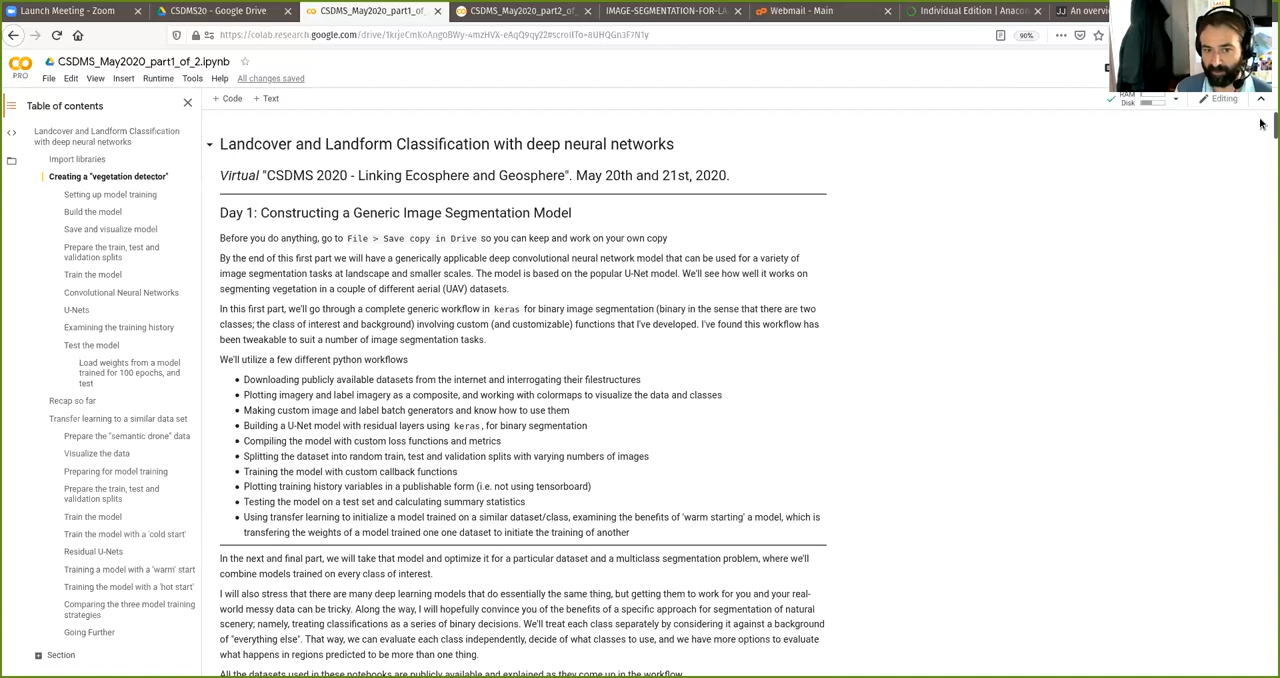 Launch Meeting - Zoom
CSDMS20 - Google Drive
CSDMS_May2020_part1_of
CSDMS_May2020_part2_of
IMAGE-SEGMENTATION-FOR-LA
Webmail - Main
Individual Edition | Anacon
An overvi
https://colab.research.google.com/drive/
90%
PRO
CSDMS_May2020_part1_of_2.ipynb
File Edit View Insert Runtime Tools Help All changes saved
Table of contents
+ Code + Text
RAM
Disk
Editing
Landcover and Landform Classification
with deep neural networks
Import libraries
Creating a "vegetation detector"
Setting up model training
Build the model
Save and visualize model
Prepare the train, test and
validation splits
Train the model
Convolutional Neural Networks
U-Nets
Examining the training history
Test the model
Load weights from a model
trained for 100 epochs, and
test
Recap so far
Transfer learning to a similar data set
Prepare the "semantic drone" data
Visualize the data
Preparing for model training
Prepare the train, test and
validation splits
Train the model
Train the model with a 'cold start'
Residual U-Nets
Training a model with a 'warm' start
Training the model with a 'hot start'
Comparing the three model training
strategies
Going Further
Section
Landcover and Landform Classification with deep neural networks
Virtual "CSDMS 2020 - Linking Ecosphere and Geosphere". May 20th and 21st, 2020.
Day 1: Constructing a Generic Image Segmentation Model
Before you do anything, go to File > Save copy in Drive so you can keep and work on your own copy
By the end of this first part we will have a generically applicable deep convolutional neural network model that can be used for a variety of
image segmentation tasks at landscape and smaller scales. The model is based on the popular U-Net model. We'll see how well it works on
segmenting vegetation in a couple of different aerial (UAV) datasets.
In this first part, we'll go through a complete generic workflow in keras for binary image segmentation (binary in the sense that there are two
classes; the class of interest and background) involving custom (and customizable) functions that I've developed. I've found this workflow has
been tweakable to suit a number of image segmentation tasks.
We'll utilize a few different python workflows
• Downloading publicly available datasets from the internet and interrogating their filestructures
• Plotting imagery and label imagery as a composite, and working with colormaps to visualize the data and classes
• Making custom image and label batch generators and know how to use them
• Building a U-Net model with residual layers using keras, for binary segmentation
• Compiling the model with custom loss functions and metrics
• Splitting the dataset into random train, test and validation splits with varying numbers of images
• Training the model with custom callback functions
• Plotting training history variables in a publishable form (i.e. not using tensorboard)
• Testing the model on a test set and calculating summary statistics
• Using transfer learning to initialize a model trained on a similar dataset/class, examining the benefits of 'warm starting' a model, which is
transfering the weights of a model trained one one dataset to initiate the training of another
In the next and final part, we will take that model and optimize it for a particular dataset and a multiclass segmentation problem, where we'll
combine models trained on every class of interest.
I will also stress that there are many deep learning models that do essentially the same thing, but getting them to work for you and your real-
world messy data can be tricky. Along the way, I will hopefully convince you of the benefits of a specific approach for segmentation of natural
scenery; namely, treating classifications as a series of binary decisions. We'll treat each class separately by considering it against a background
of "everything else". That way, we can evaluate each class independently, decide of what classes to use, and we have more options to evaluate
what happens in regions predicted to be more than one thing.
All the datasets used in these notebooks are publicly available and explained as they come up in the workflow